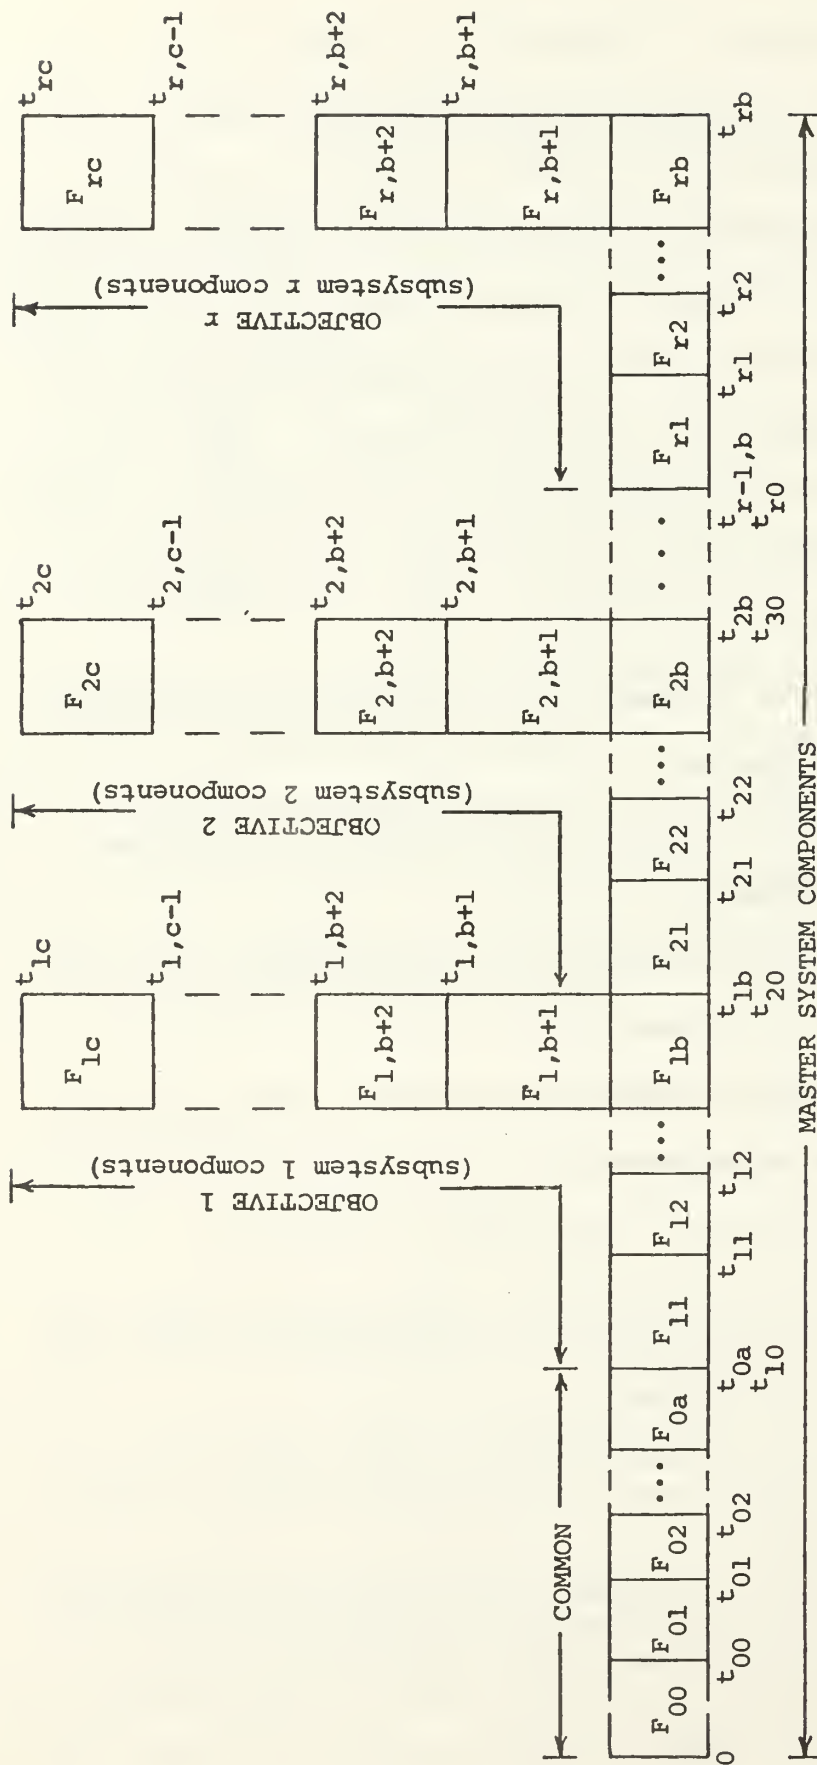 t1c t2c trc
F1c F2c Frc
t1,c-1 t2,c-1 tr,c-1
OBJECTIVE 1
(subsystem 1 components)
OBJECTIVE 2
(subsystem 2 components)
OBJECTIVE r
(subsystem r components)
t1,b+2 t2,b+2 tr,b+2
F1,b+2 F2,b+2 Fr,b+2
t1,b+1 t2,b+1 tr,b+1
F1,b+1 F2,b+1 Fr,b+1
COMMON
F00 F01 F02 ... F0a F11 F12 ... F1b F21 F22 ... F2b ... Fr1 Fr2 ... Frb
0 t00 t01 t02 t0a t11 t12 t1b t21 t22 t2b tr-1,b tr1 tr2 trb
t10 t20 t30 tr0
MASTER SYSTEM COMPONENTS